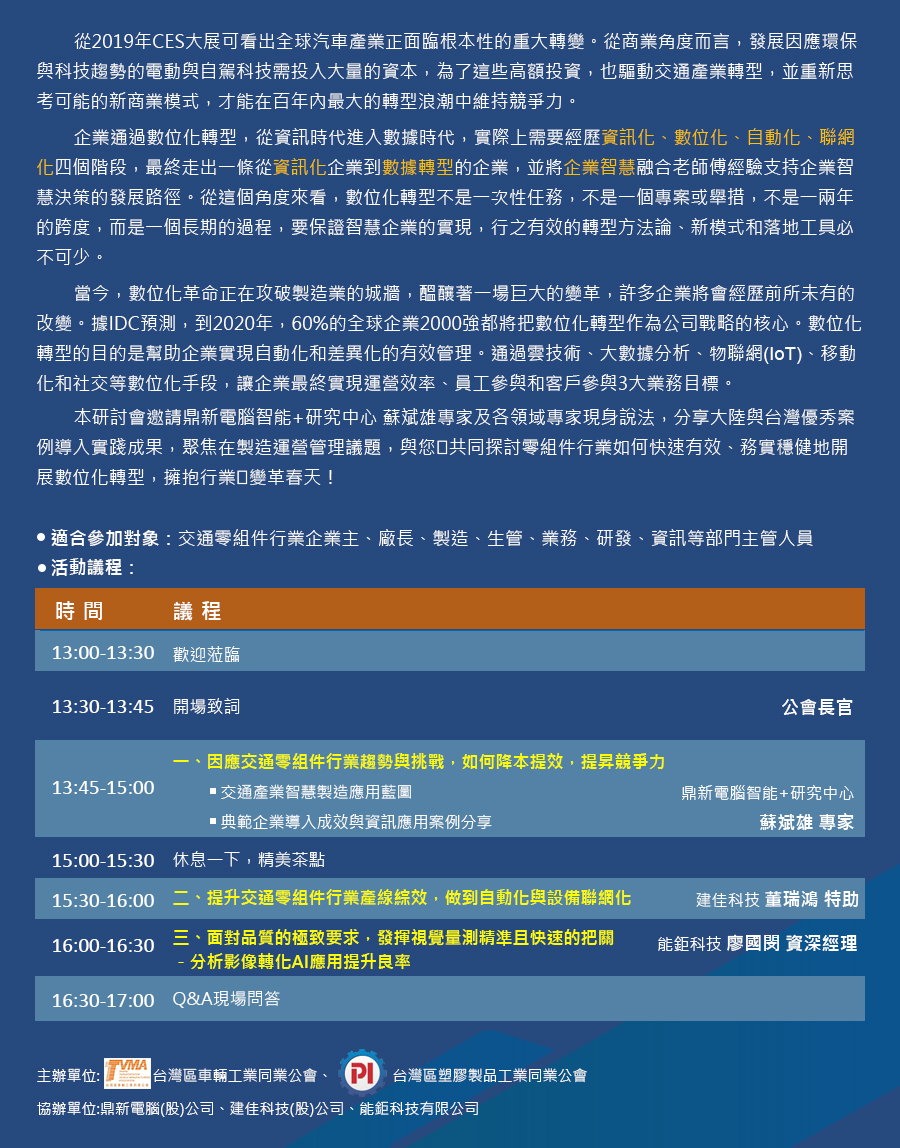 從2019年CES大展可看出全球汽車產業正面臨根本性的重大轉變。從商業角度而言，發展因應環保
與科技趨勢的電動與自駕科技需投入大量的資本，為了這些高額投資，也驅動交通產業轉型，並重新思
考可能的新商業模式，才能在百年內最大的轉型浪潮中維持競爭力。
企業通過數位化轉型，從資訊時代進入數據時代，實際上需要經歷資訊化、數位化、自動化、聯網
化四個階段，最終走出一條從資訊化企業到數據轉型的企業，並將企業智慧融合老師傅經驗支持企業智
慧決策的發展路徑。從這個角度來看，數位化轉型不是一次性任務，不是一個專案或舉措，不是一兩年
的跨度，而是一個長期的過程，要保證智慧企業的實現，行之有效的轉型方法論、新模式和落地工具必
不可少。
當今，數位化革命正在攻破製造業的城牆，醞釀著一場巨大的變革，許多企業將會經歷前所未有的
改變。據IDC預測，到2020年，60%的全球企業2000強都將把數位化轉型作為公司戰略的核心。數位化
轉型的目的是幫助企業實現自動化和差異化的有效管理。通過雲技術、大數據分析、物聯網(IoT)、移動
化和社交等數位化手段，讓企業最終實現運營效率、員工參與和客戶參與3大業務目標。
本研討會邀請鼎新電腦智能+研究中心 蘇斌雄專家及各領域專家現身說法，分享大陸與台灣優秀案
例導入實踐成果，聚焦在製造運營管理議題，與您▯共同探討零組件行業如何快速有效、務實穩健地開
展數位化轉型，擁抱行業▯變革春天！
● 適合參加對象：交通零組件行業企業主、廠長、製造、生管、業務、研發、資訊等部門主管人員
● 活動議程：
時 間 議 程
13:00-13:30 歡迎蒞臨
13:30-13:45 開場致詞 公會長官
一、因應交通零組件行業趨勢與挑戰，如何降本提效，提昇競爭力
13:45-15:00 ▪ 交通產業智慧製造應用藍圖 鼎新電腦智能+研究中心
▪ 典範企業導入成效與資訊應用案例分享 蘇斌雄 專家
15:00-15:30 休息一下，精美茶點
15:30-16:00 二、提升交通零組件行業產線綜效，做到自動化與設備聯網化 建佳科技 董瑞鴻 特助
16:00-16:30 三、面對品質的極致要求，發揮視覺量測精準且快速的把關 能鉅科技 廖國閔 資深經理
－分析影像轉化AI應用提升良率
16:30-17:00 Q&A現場問答
主辦單位: TVMA 台灣區車輛工業同業公會、 PI 台灣區塑膠製品工業同業公會
協辦單位:鼎新電腦(股)公司、建佳科技(股)公司、能鉅科技有限公司